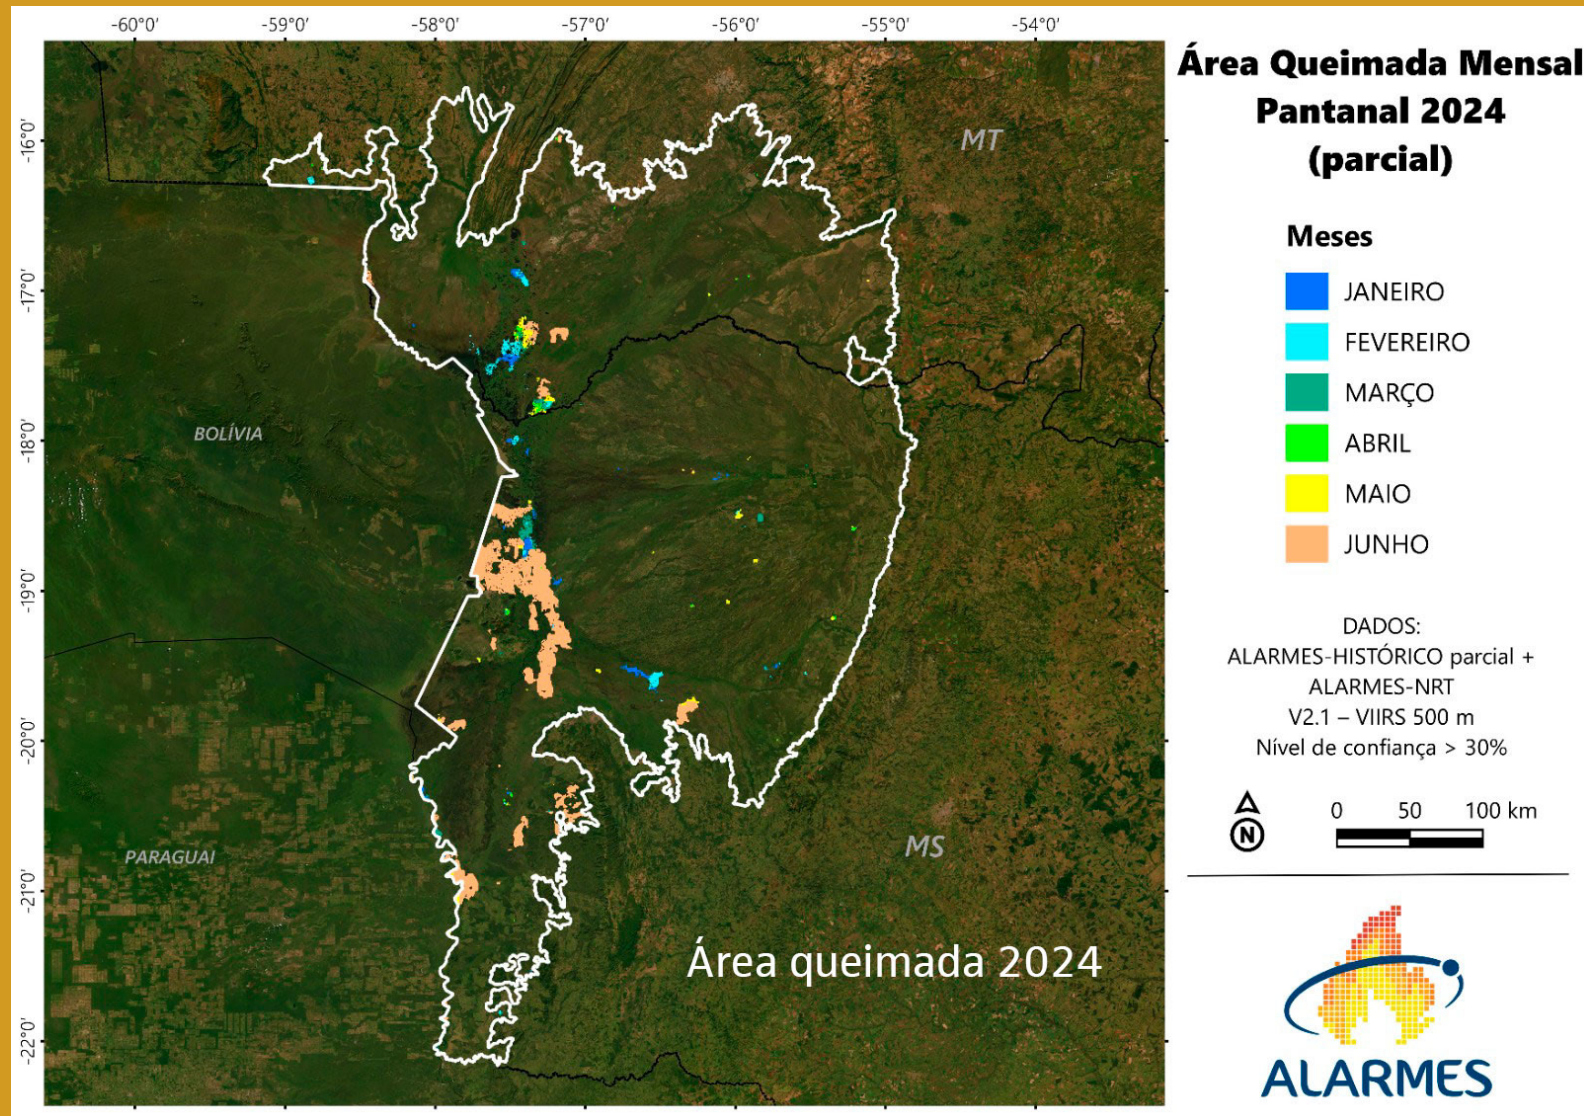 -60°0' -59°0' -58°0' -57°0' -56°0' -55°0' -54°0'
-16°0'
-17°0'
-18°0'
-19°0'
-20°0'
-21°0'
-22°0'
MT
BOLÍVIA
PARAGUAI
MS
Área queimada 2024
Área Queimada Mensal
Pantanal 2024
(parcial)
Meses
JANEIRO
FEVEREIRO
MARÇO
ABRIL
MAIO
JUNHO
DADOS:
ALARMES-HISTÓRICO parcial +
ALARMES-NRT
V2.1 – VIIRS 500 m
Nível de confiança > 30%
N
0 50 100 km
ALARMES